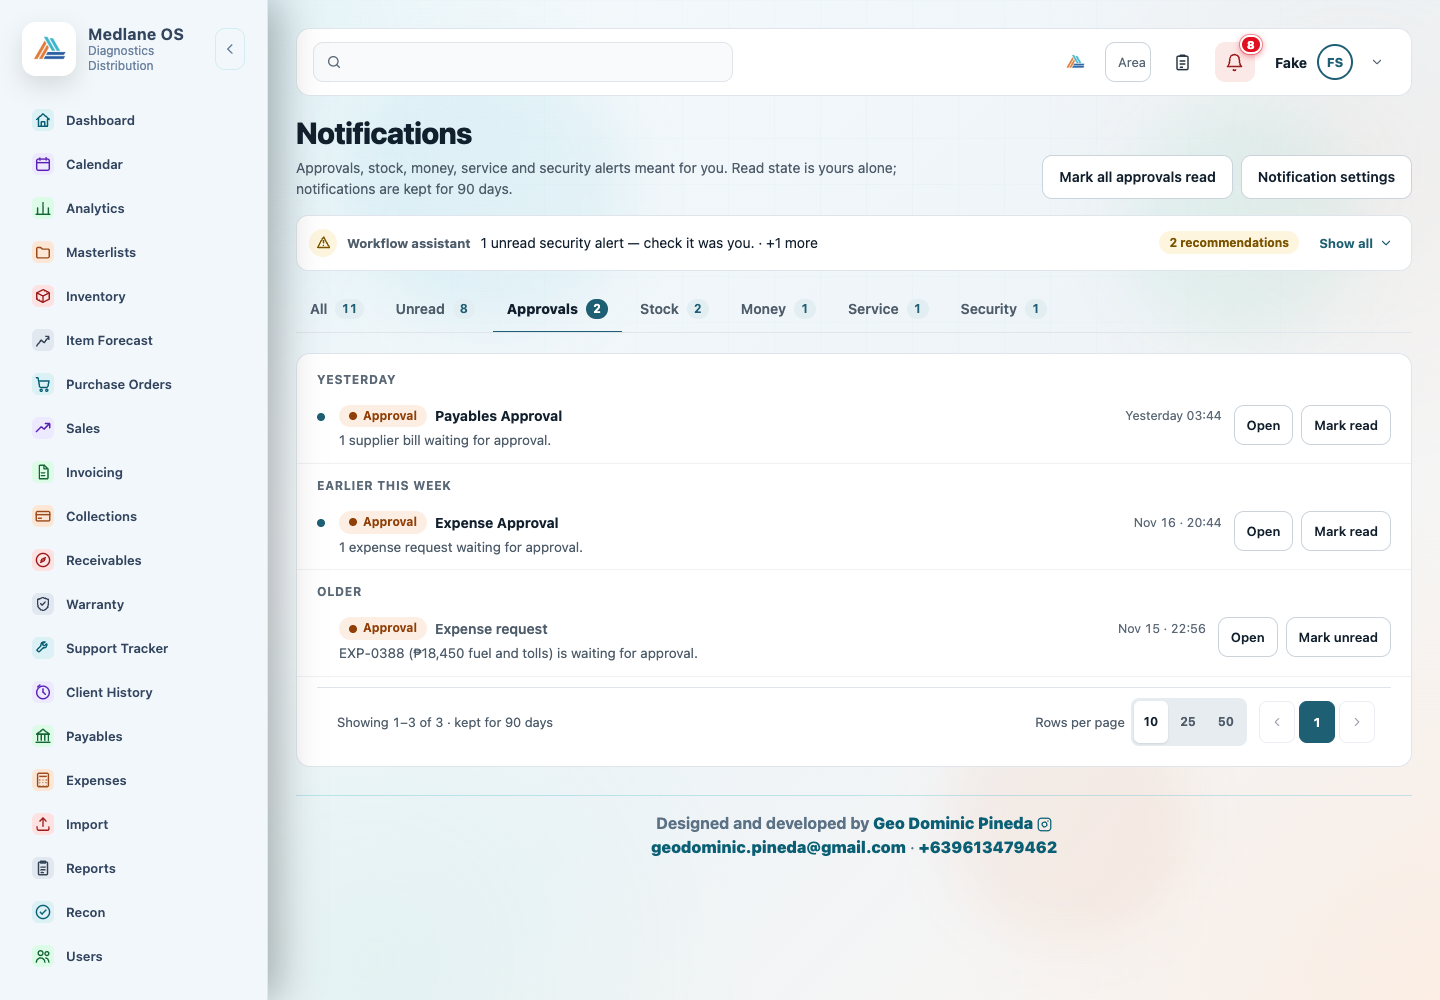 Medlane OS
Diagnostics
Distribution
Dashboard
Calendar
Analytics
Masterlists
Inventory
Item Forecast
Purchase Orders
Sales
Invoicing
Collections
Receivables
Warranty
Support Tracker
Client History
Payables
Expenses
Import
Reports
Recon
Users
Area
8
Fake
FS
Notifications
Approvals, stock, money, service and security alerts meant for you. Read state is yours alone;
notifications are kept for 90 days.
Mark all approvals read
Notification settings
Workflow assistant 1 unread security alert — check it was you. · +1 more
2 recommendations
Show all
All 11
Unread 8
Approvals 2
Stock 2
Money 1
Service 1
Security 1
YESTERDAY
Approval Payables Approval
Yesterday 03:44
Open
Mark read
1 supplier bill waiting for approval.
EARLIER THIS WEEK
Approval Expense Approval
Nov 16 · 20:44
Open
Mark read
1 expense request waiting for approval.
OLDER
Approval Expense request
Nov 15 · 22:56
Open
Mark unread
EXP-0388 (₱18,450 fuel and tolls) is waiting for approval.
Showing 1–3 of 3 · kept for 90 days
Rows per page
10 25 50
1
Designed and developed by Geo Dominic Pineda
geodominic.pineda@gmail.com · +639613479462